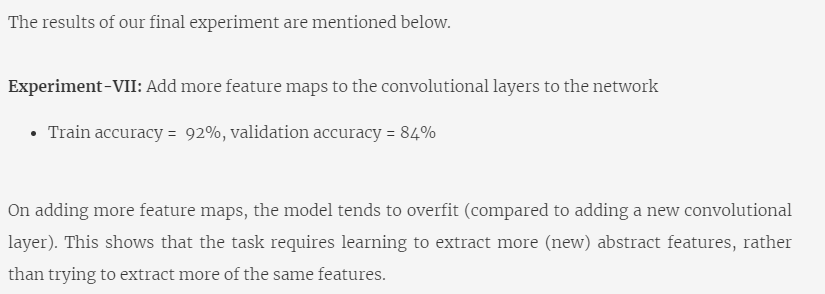 The results of our final experiment are mentioned below.
Experiment-VII: Add more feature maps to the convolutional layers to the network
• Train accuracy =  92%, validation accuracy = 84%
On adding more feature maps, the model tends to overfit (compared to adding a new convolutional
layer). This shows that the task requires learning to extract more (new) abstract features, rather
than trying to extract more of the same features.